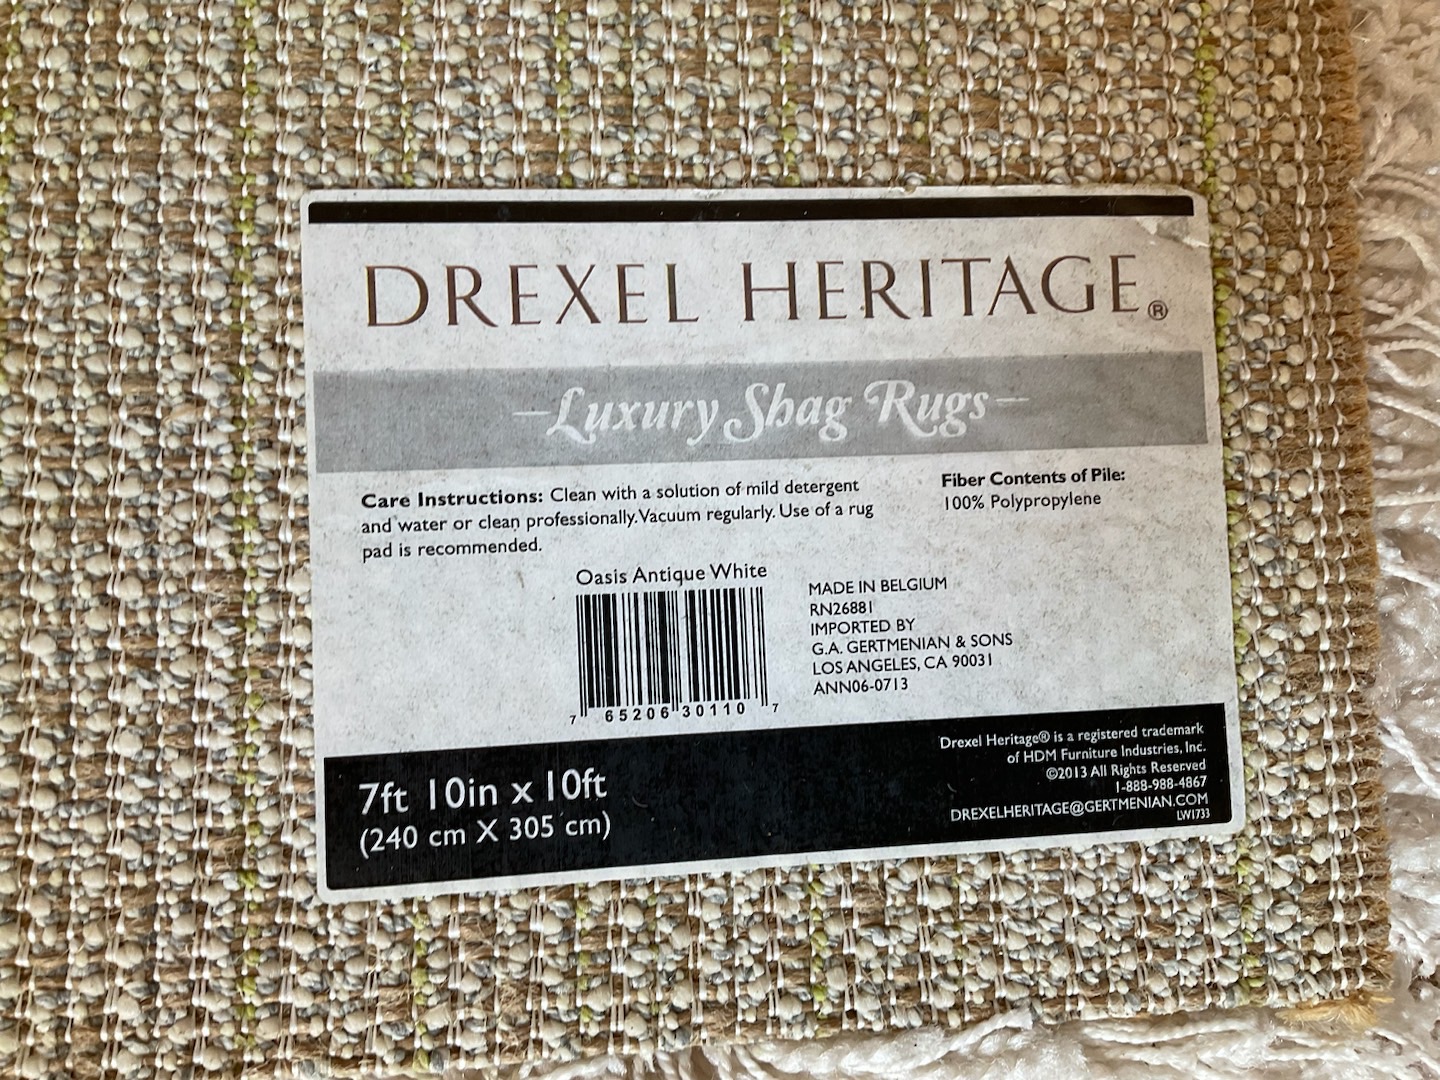 DREXEL HERITAGE®
–Luxury Shag Rugs–
Care Instructions: Clean with a solution of mild detergent
and water or clean professionally. Vacuum regularly. Use of a rug
pad is recommended.
Fiber Contents of Pile:
100% Polypropylene
Oasis Antique White
7 65206 30110 7
MADE IN BELGIUM
RN26881
IMPORTED BY
G.A. GERTMENIAN & SONS
LOS ANGELES, CA 90031
ANN06-0713
7ft 10in x 10ft
(240 cm X 305 cm)
Drexel Heritage® is a registered trademark
of HDM Furniture Industries, Inc.
©2013 All Rights Reserved
1-888-988-4867
DREXELHERITAGE@GERTMENIAN.COM
LW1733